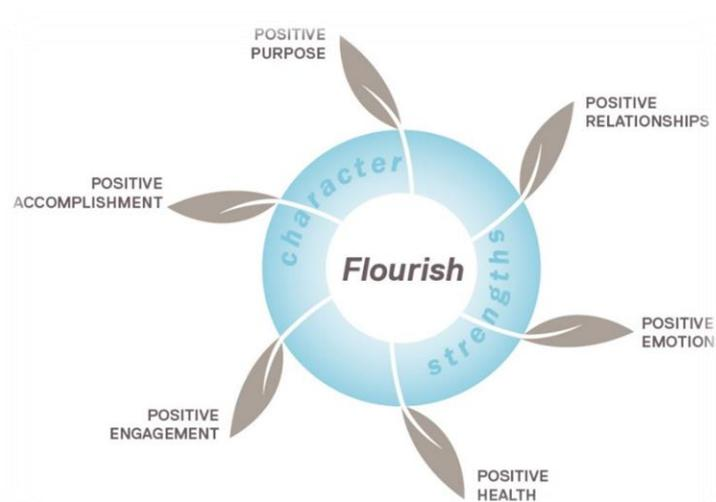 POSITIVE
PURPOSE
POSITIVE
RELATIONSHIPS
POSITIVE
ACCOMPLISHMENT
character
strengths
Flourish
POSITIVE
EMOTION
POSITIVE
ENGAGEMENT
POSITIVE
HEALTH